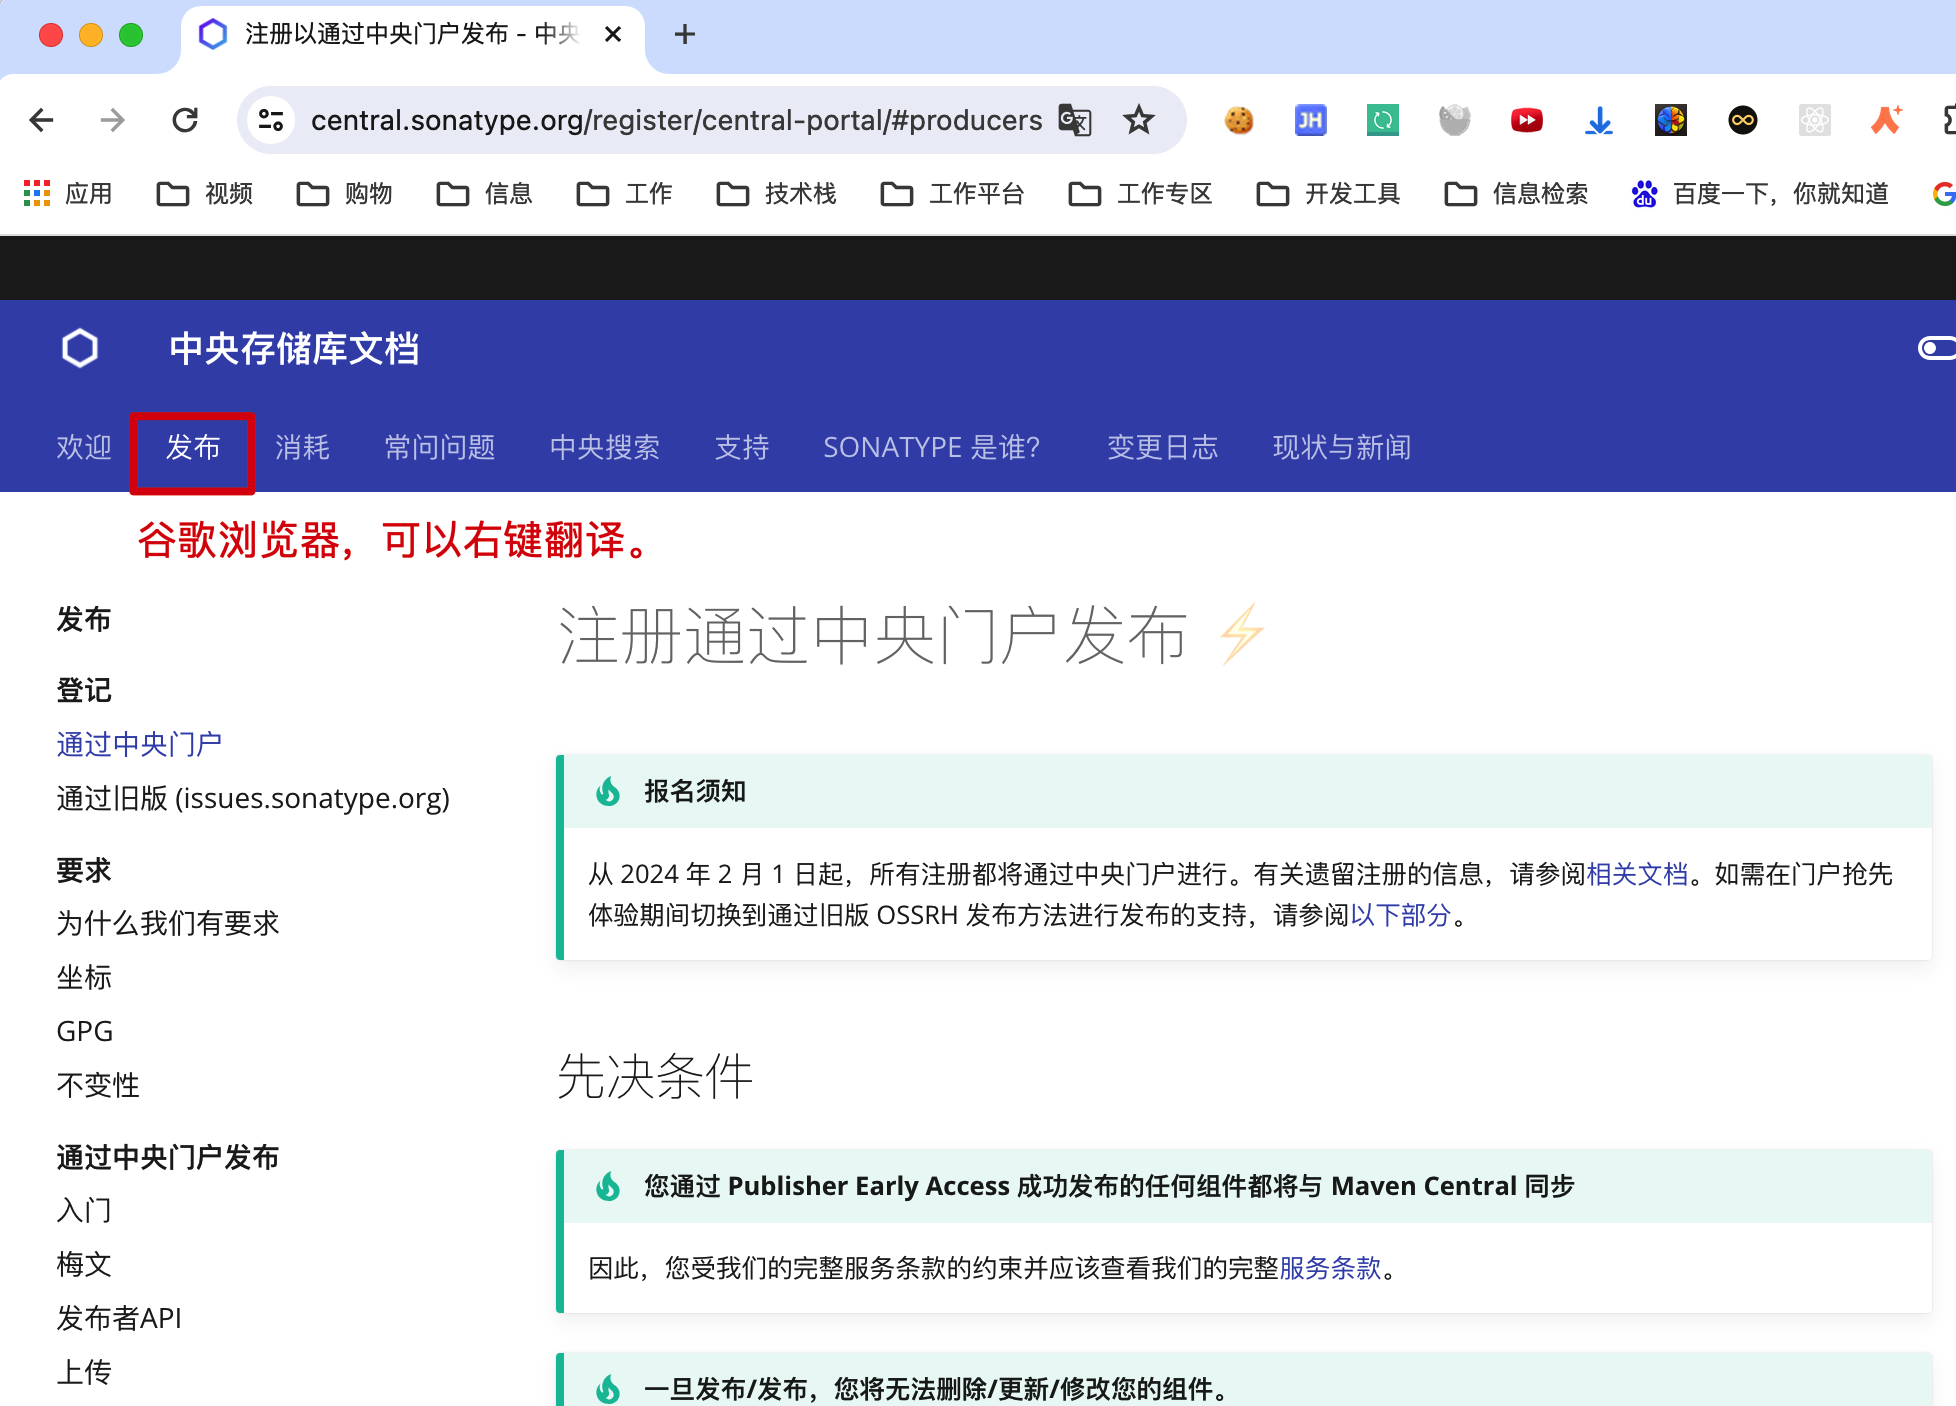 注册以通过中央门户发布 - 中央
central.sonatype.org/register/central-portal/#producers
JH
应用
视频
购物
信息
工作
技术栈
工作平台
工作专区
开发工具
信息检索
du
百度一下，你就知道
中央存储库文档
欢迎
发布
消耗
常问问题
中央搜索
支持
SONATYPE 是谁？
变更日志
现状与新闻
谷歌浏览器，可以右键翻译。
发布
登记
通过中央门户
通过旧版 (issues.sonatype.org)
要求
为什么我们有要求
坐标
GPG
不变性
通过中央门户发布
入门
梅文
发布者API
上传
注册通过中央门户发布 ⚡
报名须知
从 2024 年 2 月 1 日起，所有注册都将通过中央门户进行。有关遗留注册的信息，请参阅相关文档。如需在门户抢先
体验期间切换到通过旧版 OSSRH 发布方法进行发布的支持，请参阅以下部分。
先决条件
您通过 Publisher Early Access 成功发布的任何组件都将与 Maven Central 同步
因此，您受我们的完整服务条款的约束并应该查看我们的完整服务条款。
一旦发布/发布，您将无法删除/更新/修改您的组件。